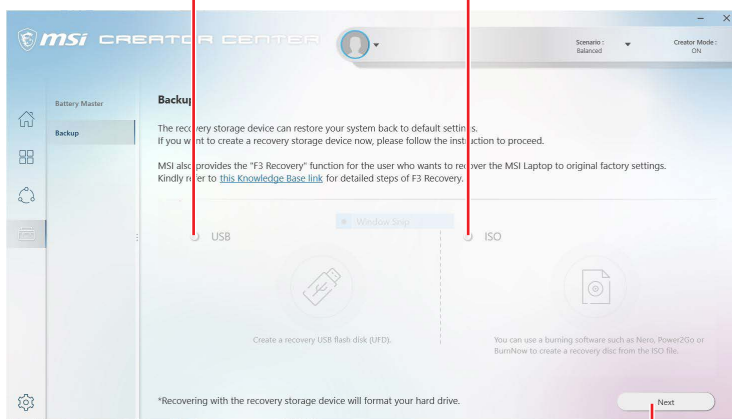 msi CREATOR CENTER
Scenario :
Balanced
Creator Mode :
ON
Battery Master
Backup
Backup
The recovery storage device can restore your system back to default settings.
If you want to create a recovery storage device now, please follow the instruction to proceed.
MSI also provides the "F3 Recovery" function for the user who wants to recover the MSI Laptop to original factory settings.
Kindly refer to this Knowledge Base link for detailed steps of F3 Recovery.
Window Snip
USB
ISO
Create a recovery USB flash disk (UFD).
You can use a burning software such as Nero, Power2Go or
BurnNow to create a recovery disc from the ISO file.
*Recovering with the recovery storage device will format your hard drive.
Next